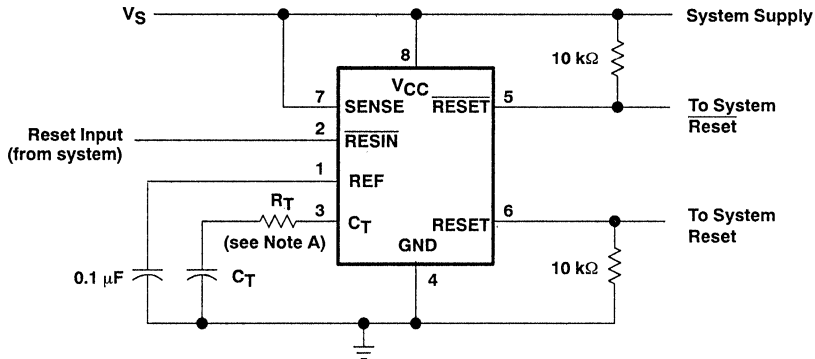 VS
System Supply
8
10 kΩ
VCC
7
SENSE
RESET
5
To System
Reset
Reset Input
(from system)
2
RESIN
1
REF
RT
3
CT
(see Note A)
RESET
6
To System
Reset
GND
0.1 μF
CT
4
10 kΩ